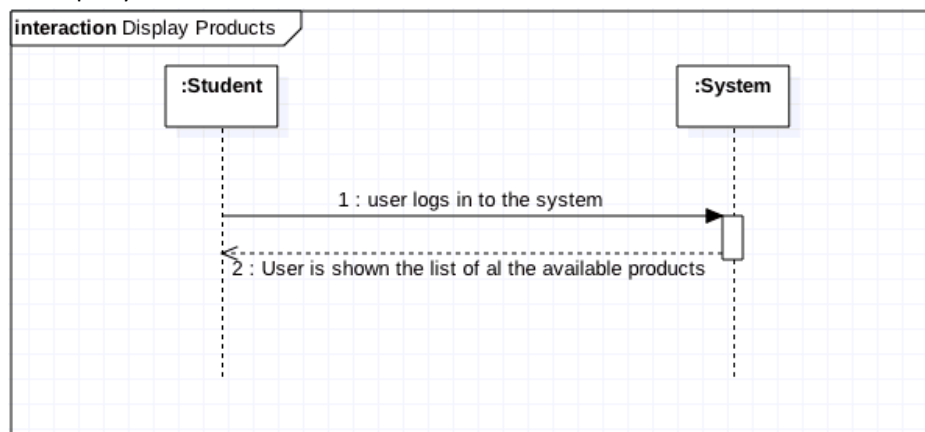 interaction Display Products
:Student
:System
1 : user logs in to the system
2 : User is shown the list of al the available products